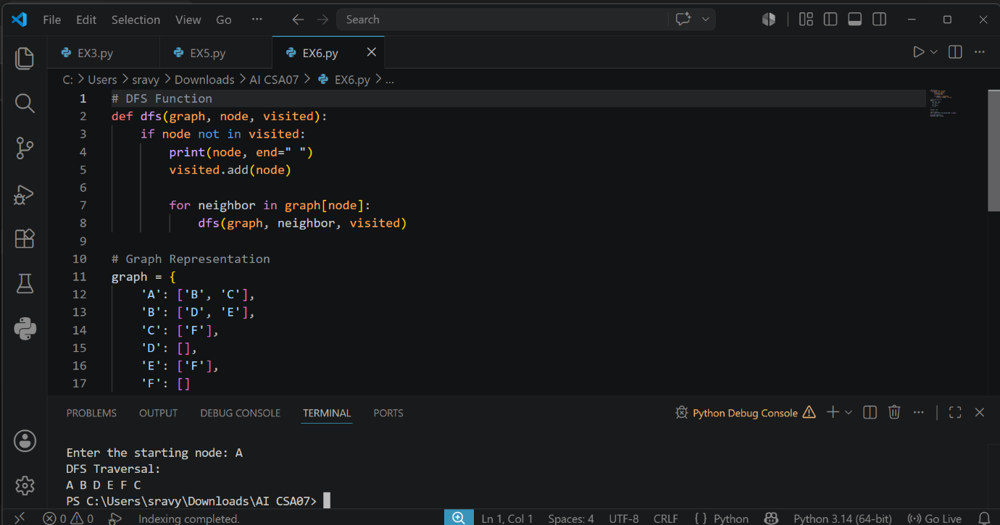 File Edit Selection View Go ··· Search
EX3.py EX5.py EX6.py
C: > Users > sravy > Downloads > AI CSA07 > EX6.py > ...
1 # DFS Function
2 def dfs(graph, node, visited):
3     if node not in visited:
4         print(node, end=" ")
5         visited.add(node)
6
7         for neighbor in graph[node]:
8             dfs(graph, neighbor, visited)
9
10 # Graph Representation
11 graph = {
12     'A': ['B', 'C'],
13     'B': ['D', 'E'],
14     'C': ['F'],
15     'D': [],
16     'E': ['F'],
17     'F': []
PROBLEMS OUTPUT DEBUG CONSOLE TERMINAL PORTS Python Debug Console
Enter the starting node: A
DFS Traversal:
A B D E F C
PS C:\Users\sravy\Downloads\AI CSA07>
0 0 Indexing completed. Ln 1, Col 1 Spaces: 4 UTF-8 CRLF {} Python Python 3.14 (64-bit) Go Live